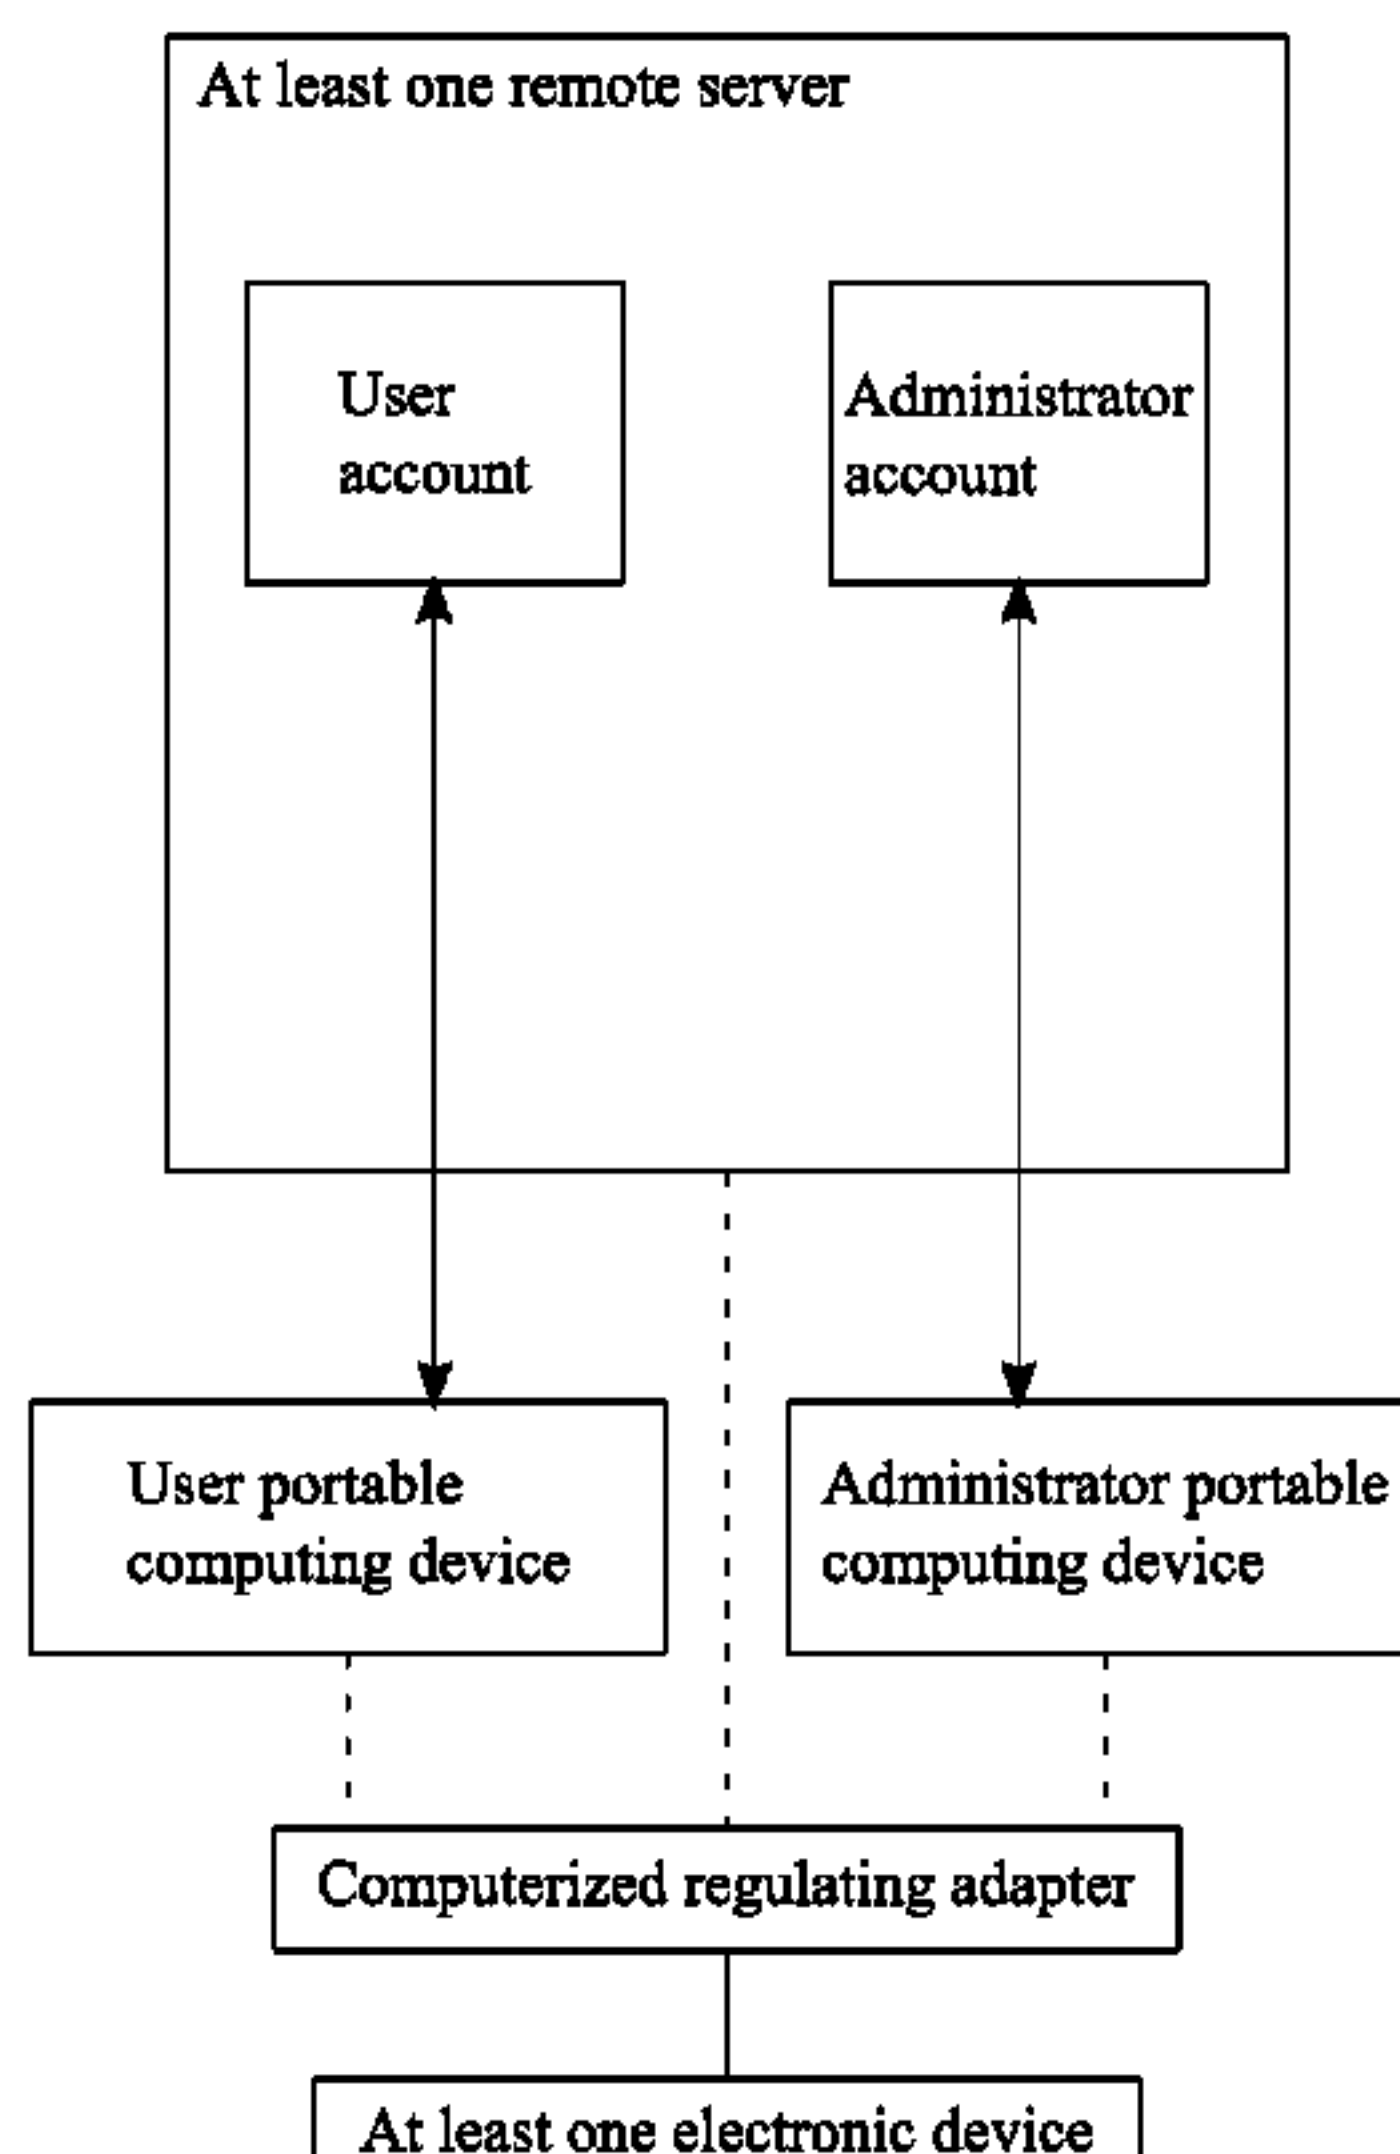 At least one remote server
User
account
Administrator
account
User portable
computing device
Administrator portable
computing device
Computerized regulating adapter
At least one electronic device